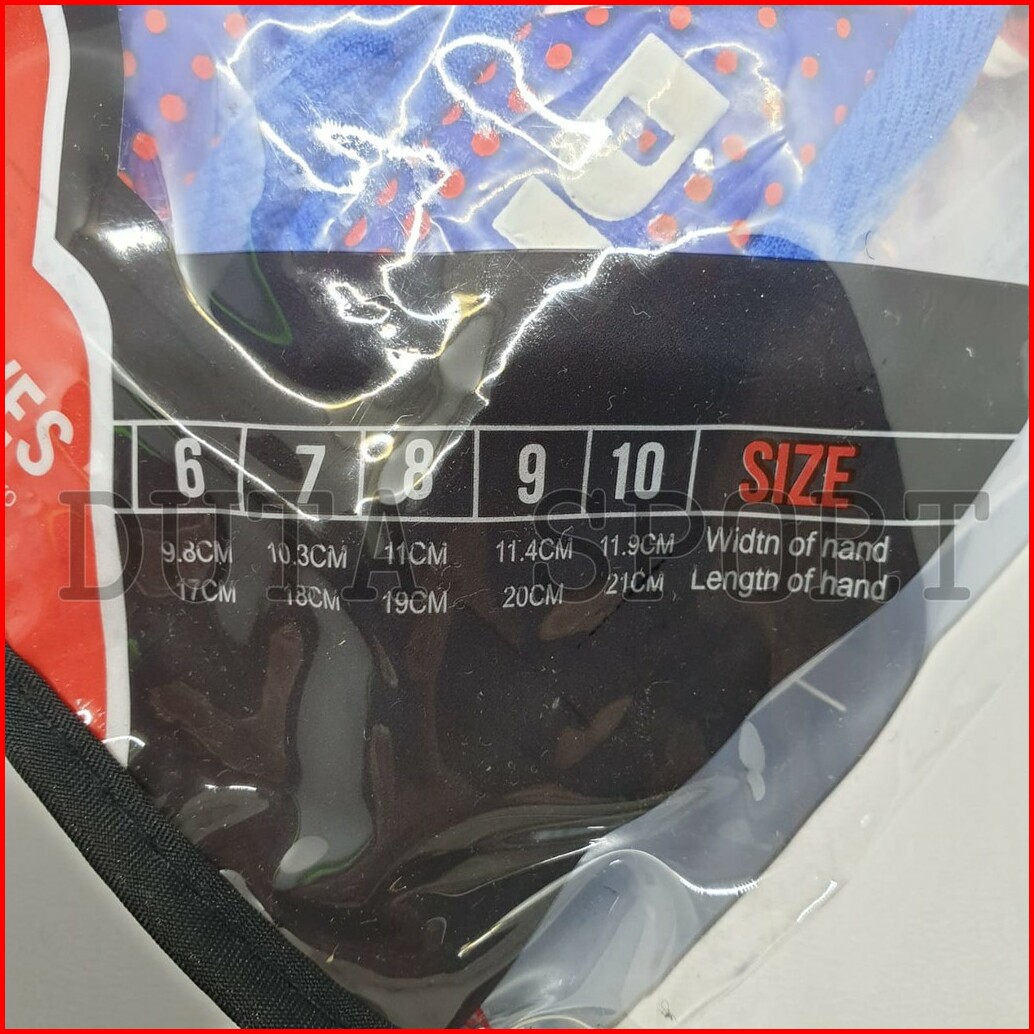 6 7 8 9 10 SIZE
DUTA SPORT
9.8CM 10.3CM 11CM 11.4CM 11.9CM Width of hand
17CM 18CM 19CM 20CM 21CM Length of hand